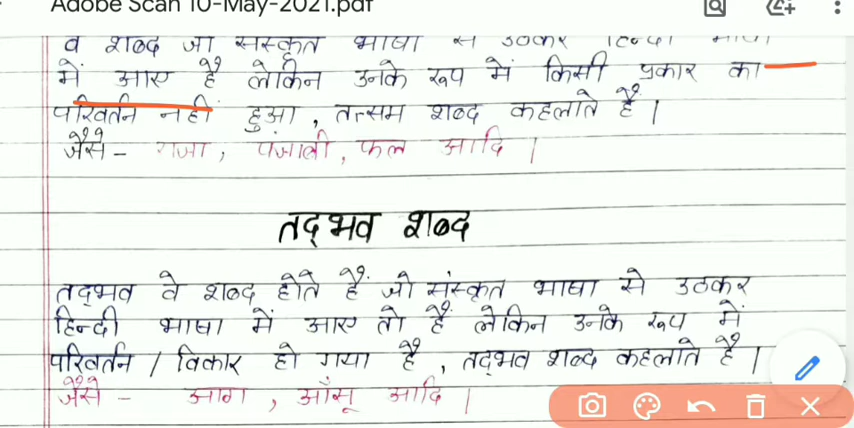 Adobe Scan 10-May-2021.pdf
वे शब्द जो संस्कृत भाषा से उठकर हिन्दी भाषा
में आए है लेकिन उनके रूप में किसी प्रकार का
परिवर्तन नहीं हुआ, तत्सम शब्द कहलाते है।
जैसे - राजा, पंजाबी, फल आदि।
तद्भव शब्द
तद्भव वे शब्द होते हैं जो संस्कृत भाषा से उठकर
हिन्दी भाषा में आए तो हैं लेकिन उनके रूप में
परिवर्तन / विकार हो गया है, तद्भव शब्द कहलाते है।
जैसे - आग, आँसू आदि।